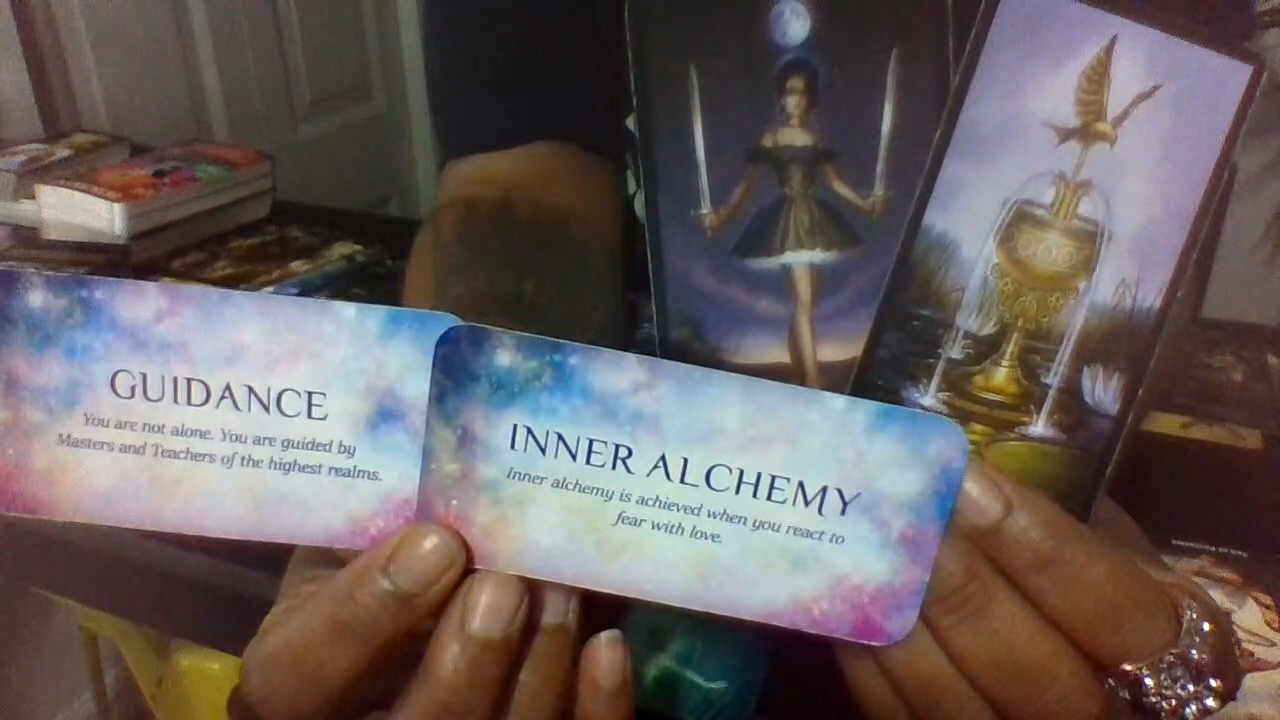 GUIDANCE
You are not alone. You are guided by
Masters and Teachers of the highest realms.
INNER ALCHEMY
Inner alchemy is achieved when you react to
fear with love.